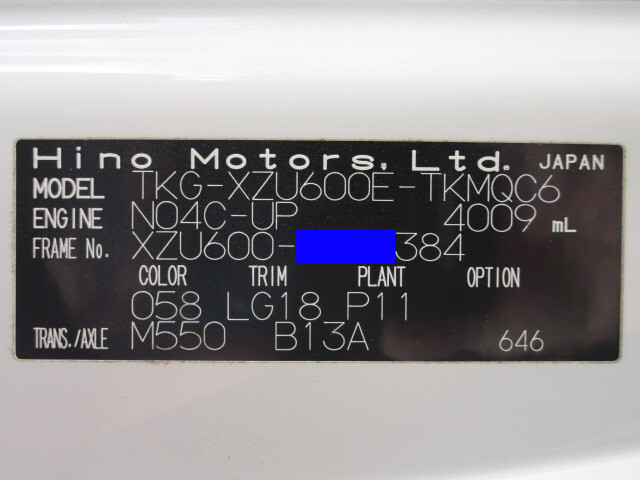 Hino Motors, Ltd. JAPAN
MODEL TKG-XZU600E-TKMQC6
ENGINE N04C-UP 4009 mL
FRAME No. XZU600- 384
COLOR TRIM PLANT OPTION
058 LG18 P11
TRANS./AXLE M550 B13A 646